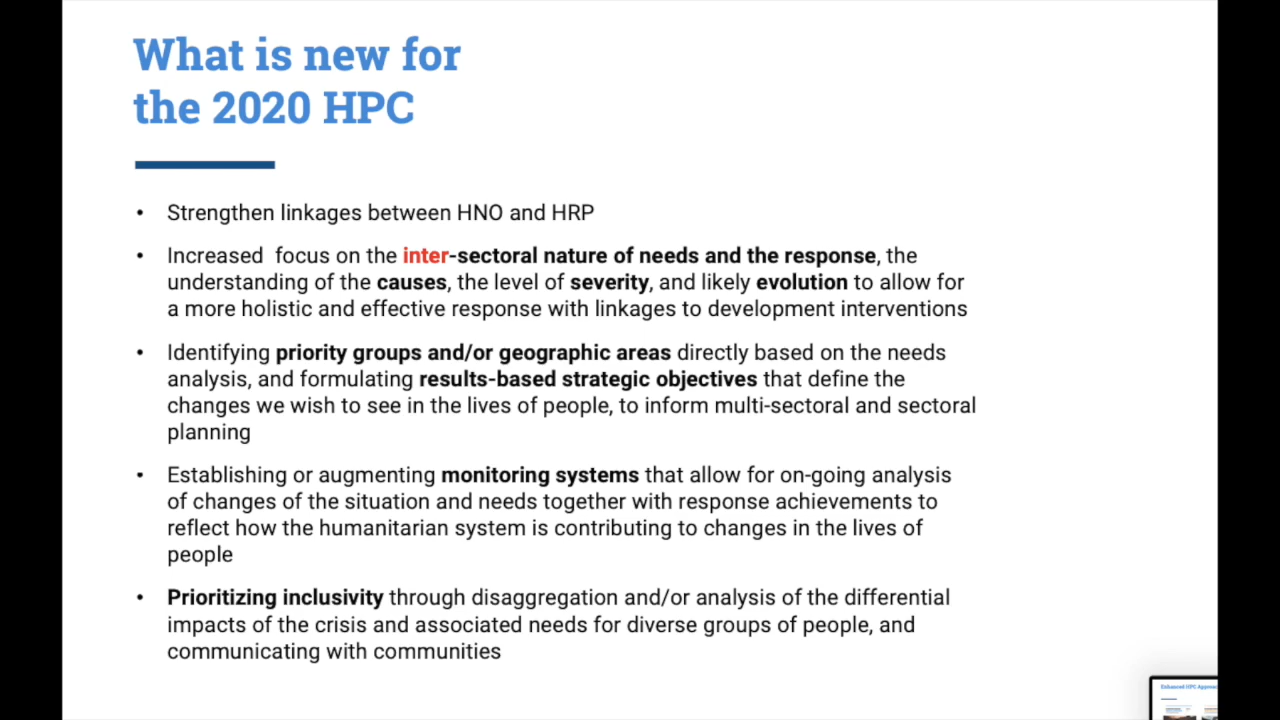 What is new for
the 2020 HPC
• Strengthen linkages between HNO and HRP
• Increased  focus on the inter-sectoral nature of needs and the response, the
understanding of the causes, the level of severity, and likely evolution to allow for
a more holistic and effective response with linkages to development interventions
• Identifying priority groups and/or geographic areas directly based on the needs
analysis, and formulating results-based strategic objectives that define the
changes we wish to see in the lives of people, to inform multi-sectoral and sectoral
planning
• Establishing or augmenting monitoring systems that allow for on-going analysis
of changes of the situation and needs together with response achievements to
reflect how the humanitarian system is contributing to changes in the lives of
people
• Prioritizing inclusivity through disaggregation and/or analysis of the differential
impacts of the crisis and associated needs for diverse groups of people, and
communicating with communities
Enhanced HPC